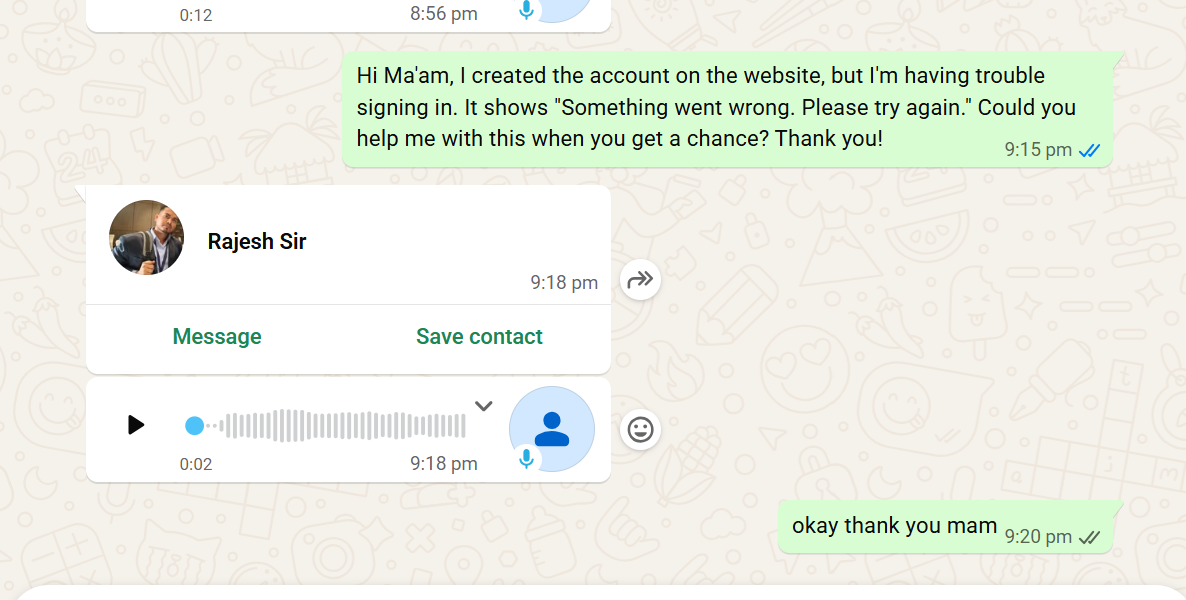 0:12
8:56 pm
Hi Ma'am, I created the account on the website, but I'm having trouble
signing in. It shows "Something went wrong. Please try again." Could you
help me with this when you get a chance? Thank you!
9:15 pm
Rajesh Sir
9:18 pm
Message
Save contact
0:02
9:18 pm
okay thank you mam
9:20 pm